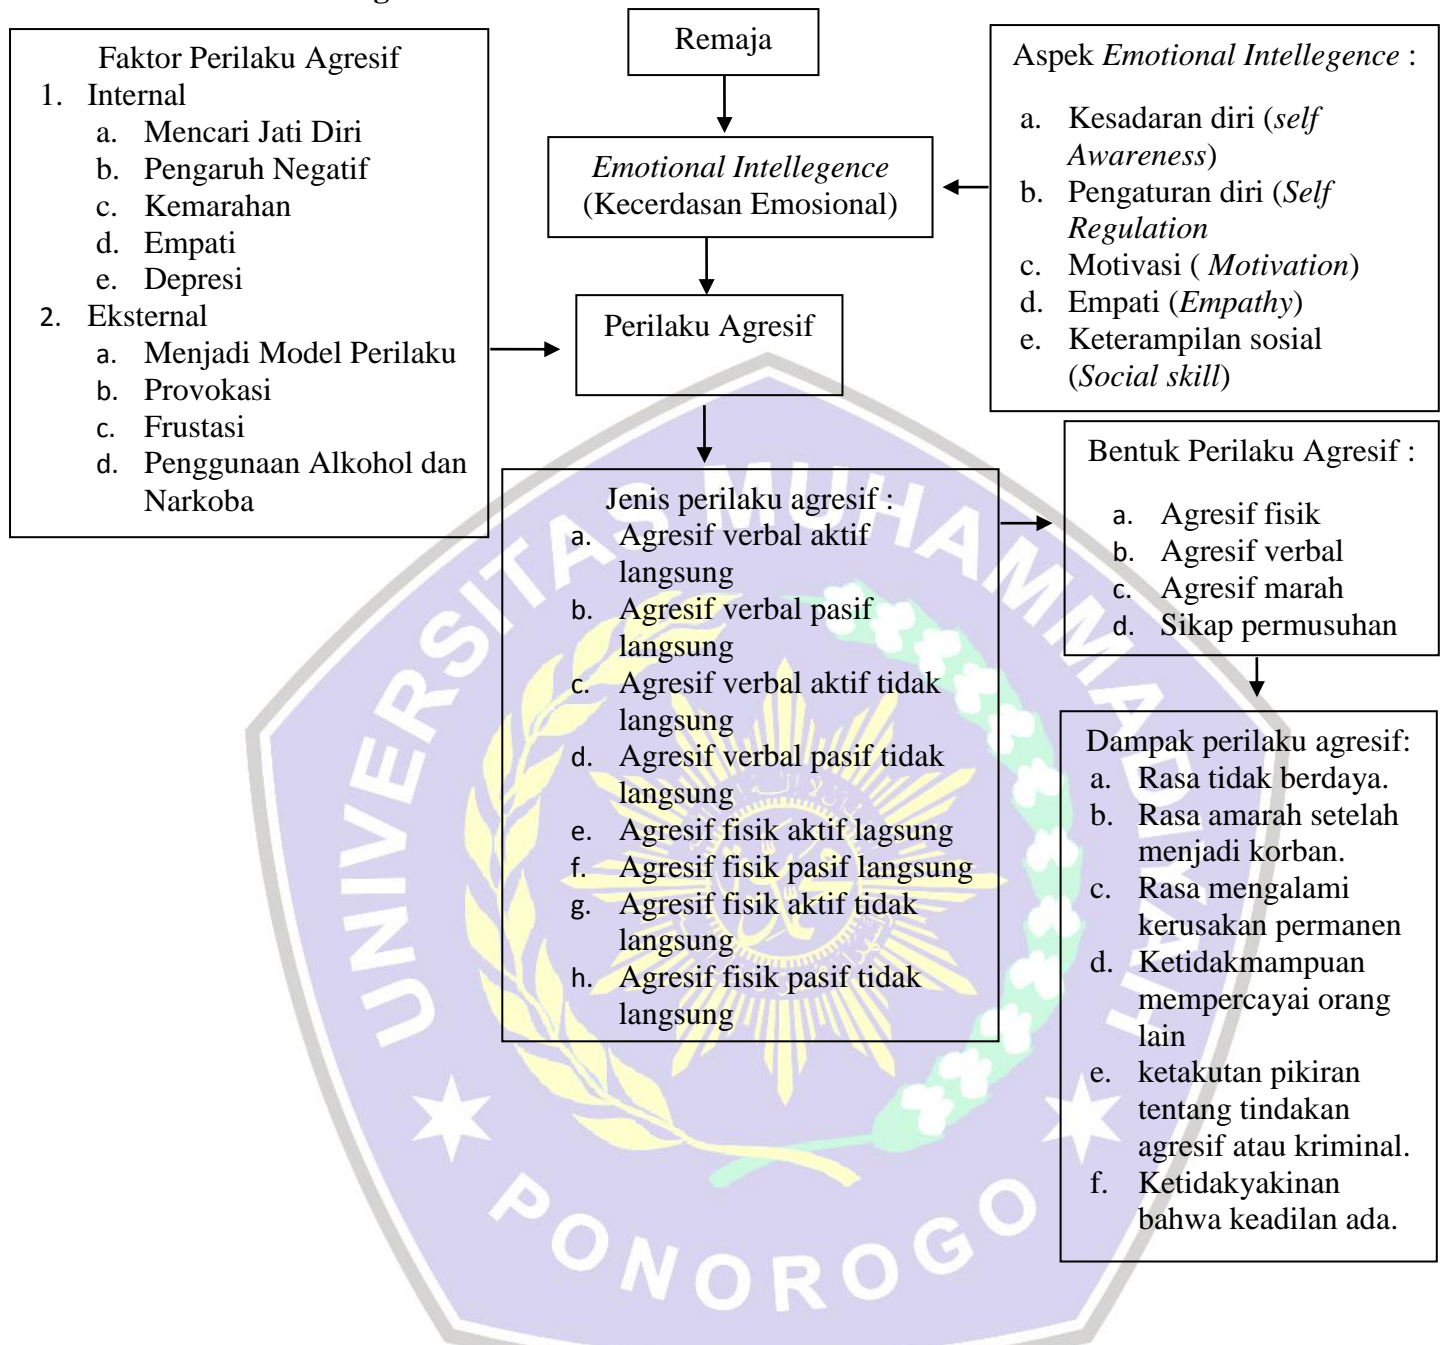 Faktor Perilaku Agresif
1. Internal
a. Mencari Jati Diri
b. Pengaruh Negatif
c. Kemarahan
d. Empati
e. Depresi
2. Eksternal
a. Menjadi Model Perilaku
b. Provokasi
c. Frustasi
d. Penggunaan Alkohol dan
Narkoba
Remaja
Emotional Intellegence
(Kecerdasan Emosional)
Perilaku Agresif
Aspek Emotional Intellegence :
a. Kesadaran diri (self
Awareness)
b. Pengaturan diri (Self
Regulation
c. Motivasi ( Motivation)
d. Empati (Empathy)
e. Keterampilan sosial
(Social skill)
Jenis perilaku agresif :
a. Agresif verbal aktif
langsung
b. Agresif verbal pasif
langsung
c. Agresif verbal aktif tidak
langsung
d. Agresif verbal pasif tidak
langsung
e. Agresif fisik aktif lagsung
f. Agresif fisik pasif langsung
g. Agresif fisik aktif tidak
langsung
h. Agresif fisik pasif tidak
langsung
Bentuk Perilaku Agresif :
a. Agresif fisik
b. Agresif verbal
c. Agresif marah
d. Sikap permusuhan
Dampak perilaku agresif:
a. Rasa tidak berdaya.
b. Rasa amarah setelah
menjadi korban.
c. Rasa mengalami
kerusakan permanen
d. Ketidakmampuan
mempercayai orang
lain
e. ketakutan pikiran
tentang tindakan
agresif atau kriminal.
f. Ketidakyakinan
bahwa keadilan ada.
UNIVERSITAS MUHAMMADIYAH
PONOROGO